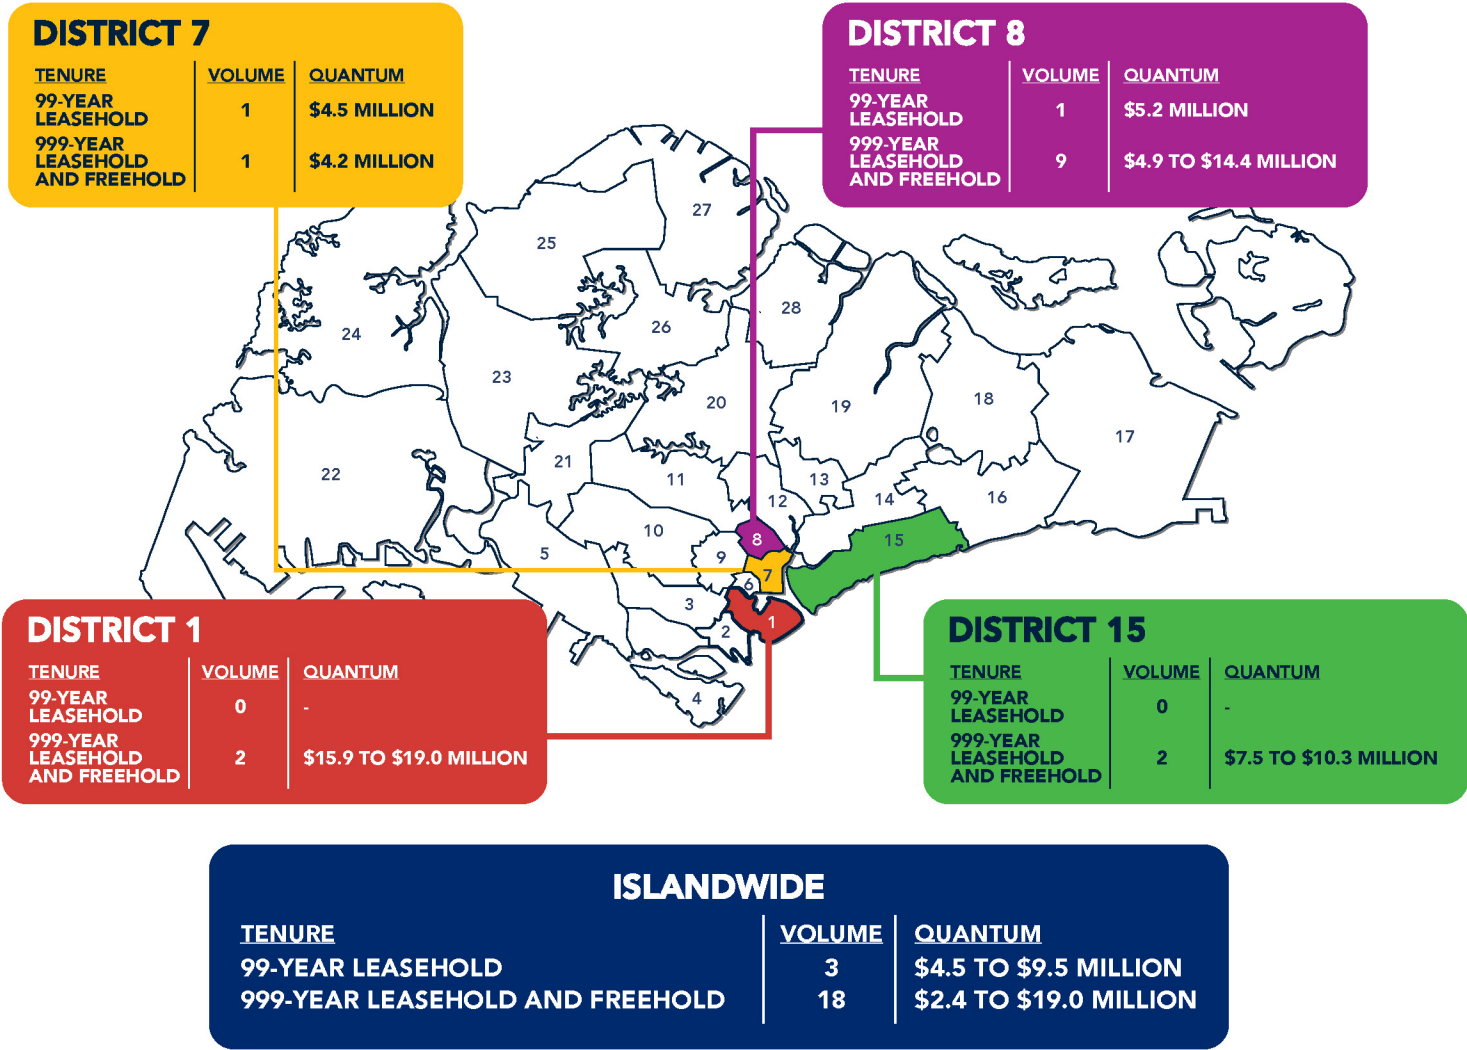 DISTRICT 7
TENURE VOLUME QUANTUM
99-YEAR
LEASEHOLD 1 $4.5 MILLION
999-YEAR
LEASEHOLD 1 $4.2 MILLION
AND FREEHOLD
DISTRICT 8
TENURE VOLUME QUANTUM
99-YEAR
LEASEHOLD 1 $5.2 MILLION
999-YEAR
LEASEHOLD 9 $4.9 TO $14.4 MILLION
AND FREEHOLD
27
25
28
26
24
23
20
19
18
17
21
22
11
13
12
14
16
10
15
8
5
9
7
6
3
1
2
4
DISTRICT 1
TENURE VOLUME QUANTUM
99-YEAR
LEASEHOLD 0 -
999-YEAR
LEASEHOLD 2 $15.9 TO $19.0 MILLION
AND FREEHOLD
DISTRICT 15
TENURE VOLUME QUANTUM
99-YEAR
LEASEHOLD 0 -
999-YEAR
LEASEHOLD 2 $7.5 TO $10.3 MILLION
AND FREEHOLD
ISLANDWIDE
TENURE VOLUME QUANTUM
99-YEAR LEASEHOLD 3 $4.5 TO $9.5 MILLION
999-YEAR LEASEHOLD AND FREEHOLD 18 $2.4 TO $19.0 MILLION